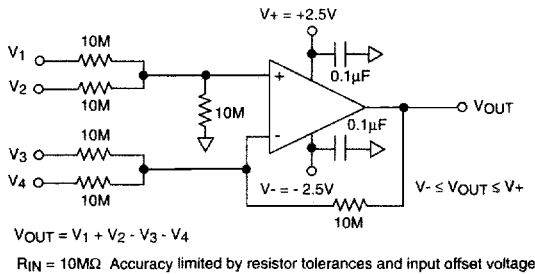 V+ = +2.5V
V1
10M
V2
10M
0.1µF
+
10M
VOUT
0.1µF
V3
10M
-
V4
10M
V- = - 2.5V
V- ≤ VOUT ≤ V+
10M
VOUT = V1 + V2 - V3 - V4
RIN = 10MΩ Accuracy limited by resistor tolerances and input offset voltage